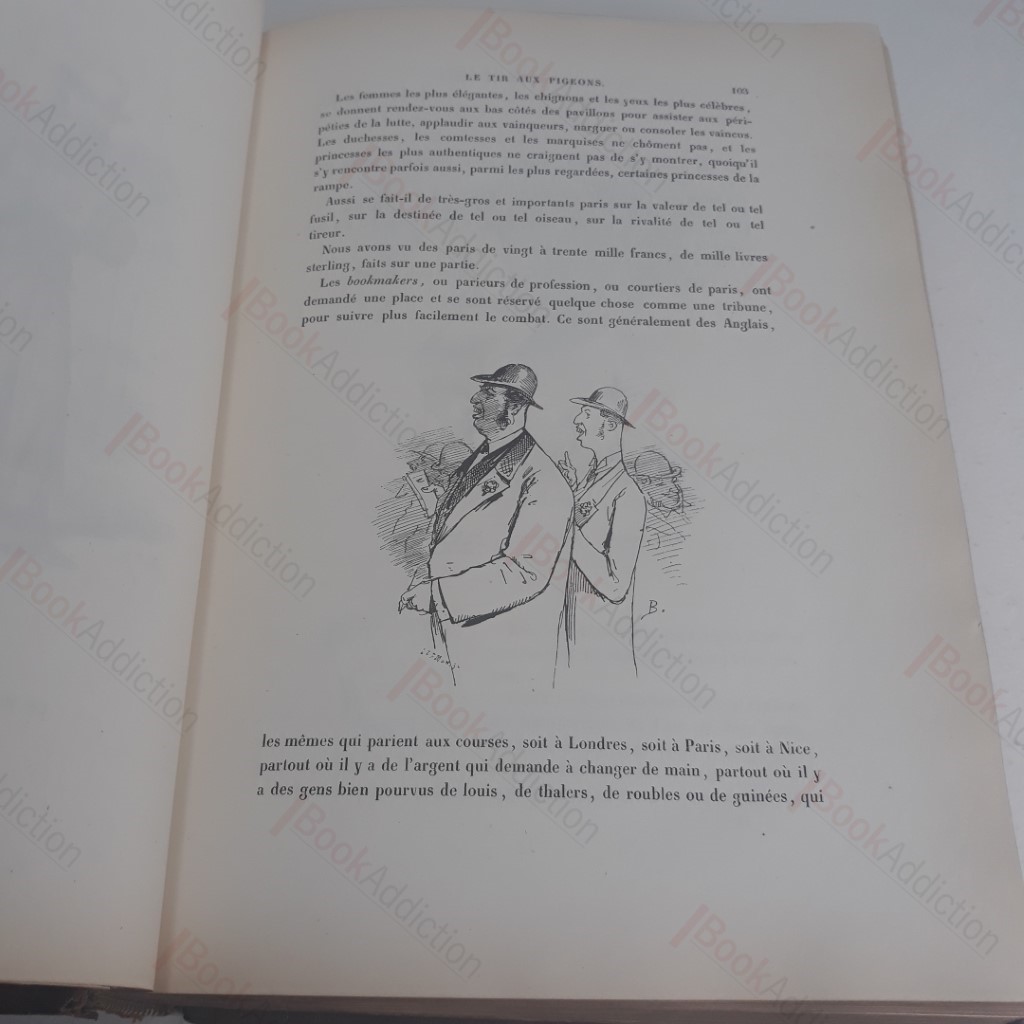 LE TIR AUX PIGEONS.
105
Les femmes les plus élégantes, les chignons et les yeux les plus célèbres,
se donnent rendez-vous aux bas côtés des pavillons pour assister aux péri-
péties de la lutte, applaudir aux vainqueurs, narguer ou consoler les vaincus.
Les duchesses, les comtesses et les marquises ne chôment pas, et les
princesses les plus authentiques ne craignent pas de s'y montrer, quoiqu'il
s'y rencontre parfois aussi, parmi les plus regardées, certaines princesses de la
rampe.
Aussi se fait-il de très-gros et importants paris sur la valeur de tel ou tel
fusil, sur la destinée de tel ou tel oiseau, sur la rivalité de tel ou tel
tireur.
Nous avons vu des paris de vingt à trente mille francs, de mille livres
sterling, faits sur une partie.
Les bookmakers, ou parieurs de profession, ou courtiers de paris, ont
demandé une place et se sont réservé quelque chose comme une tribune,
pour suivre plus facilement le combat. Ce sont généralement des Anglais,
B.
les mêmes qui parient aux courses, soit à Londres, soit à Paris, soit à Nice,
partout où il y a de l'argent qui demande à changer de main, partout où il y
a des gens bien pourvus de louis, de thalers, de roubles ou de guinées, qui
BookAddiction